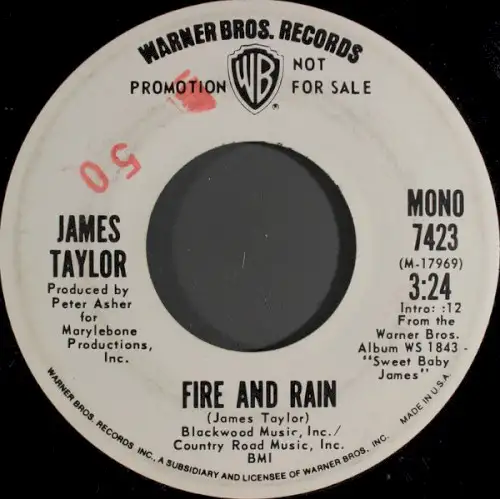 WARNER BROS. RECORDS
PROMOTION
WB
®
NOT
FOR SALE
50
JAMES
TAYLOR
Produced by
Peter Asher
for
Marylebone
Productions,
Inc.
MONO
7423
(M-17969)
3:24
Intro: :12
From the
Warner Bros.
Album WS 1843 -
"Sweet Baby
James"
FIRE AND RAIN
(James Taylor)
Blackwood Music, Inc./
Country Road Music, Inc.
BMI
WARNER BROS. RECORDS INC., A SUBSIDIARY AND LICENSEE OF WARNER BROS. INC.
MADE IN U.S.A.